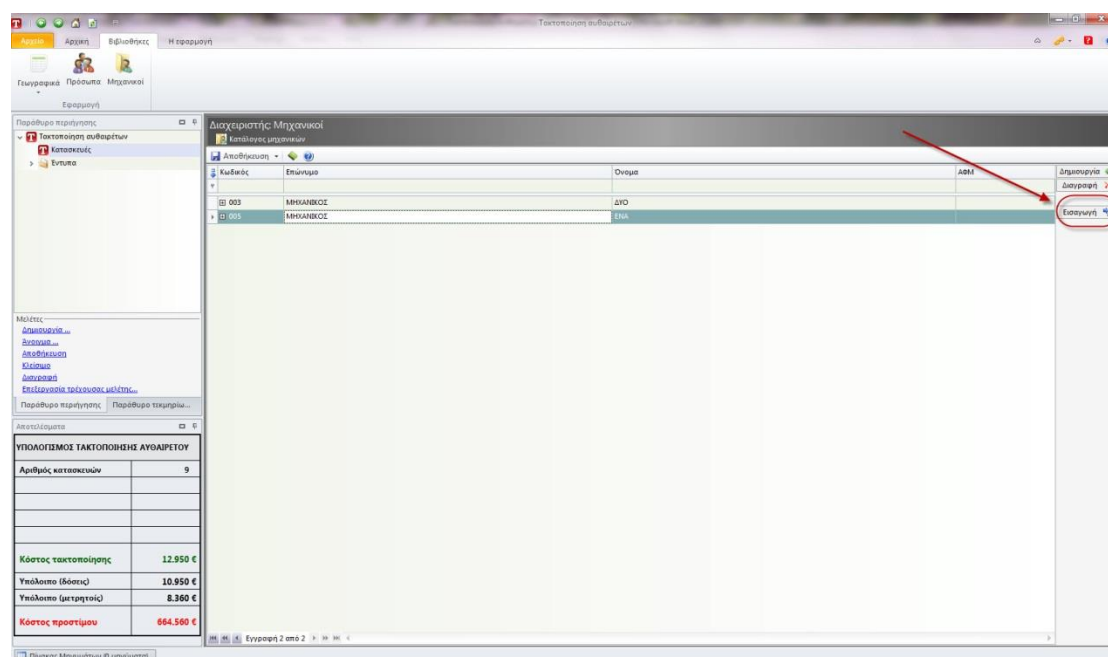 Τακτοποίηση αυθαιρέτων
Αρχείο Αρχική Βιβλιοθήκες Η εφαρμογή
Γεωγραφικά Πρόσωπα Μηχανικοί
Εφαρμογή
Παράθυρο περιήγησης
Τακτοποίηση αυθαιρέτων
Κατασκευές
Έντυπα
Μελέτες
Δημιουργία ...
Άνοιγμα ...
Αποθήκευση
Κλείσιμο
Διαγραφή
Επεξεργασία τρέχουσας μελέτης...
Παράθυρο περιήγησης Παράθυρο τεκμηρίω...
Αποτελέσματα
ΥΠΟΛΟΓΙΣΜΟΣ ΤΑΚΤΟΠΟΙΗΣΗΣ ΑΥΘΑΙΡΕΤΟΥ
Αριθμός κατασκευών 9
Κόστος τακτοποίησης 12.950 €
Υπόλοιπο (δόσεις) 10.950 €
Υπόλοιπο (μετρητοίς) 8.360 €
Κόστος προστίμου 664.560 €
Διαχειριστής: Μηχανικοί
Κατάλογος μηχανικών
Αποθήκευση
Κωδικός Επώνυμο Όνομα ΑΦΜ
003 ΜΗΧΑΝΙΚΟΣ ΔΥΟ
005 ΜΗΧΑΝΙΚΟΣ ΕΝΑ
Δημιουργία
Διαγραφή
Εισαγωγή
Εγγραφή 2 από 2